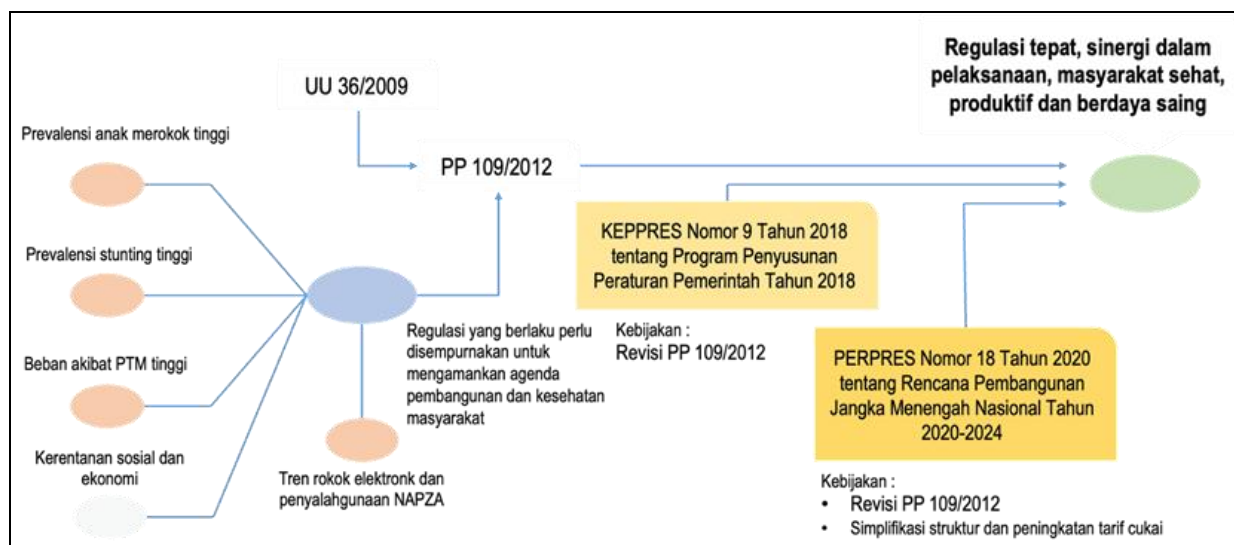 Regulasi tepat, sinergi dalam
pelaksanaan, masyarakat sehat,
produktif dan berdaya saing
UU 36/2009
Prevalensi anak merokok tinggi
PP 109/2012
KEPPRES Nomor 9 Tahun 2018
tentang Program Penyusunan
Peraturan Pemerintah Tahun 2018
Prevalensi stunting tinggi
Regulasi yang berlaku perlu
disempurnakan untuk
mengamankan agenda
pembangunan dan kesehatan
masyarakat
Kebijakan :
Revisi PP 109/2012
Beban akibat PTM tinggi
PERPRES Nomor 18 Tahun 2020
tentang Rencana Pembangunan
Jangka Menengah Nasional Tahun
2020-2024
Kerentanan sosial dan
ekonomi
Tren rokok elektronk dan
penyalahgunaan NAPZA
Kebijakan :
• Revisi PP 109/2012
• Simplifikasi struktur dan peningkatan tarif cukai